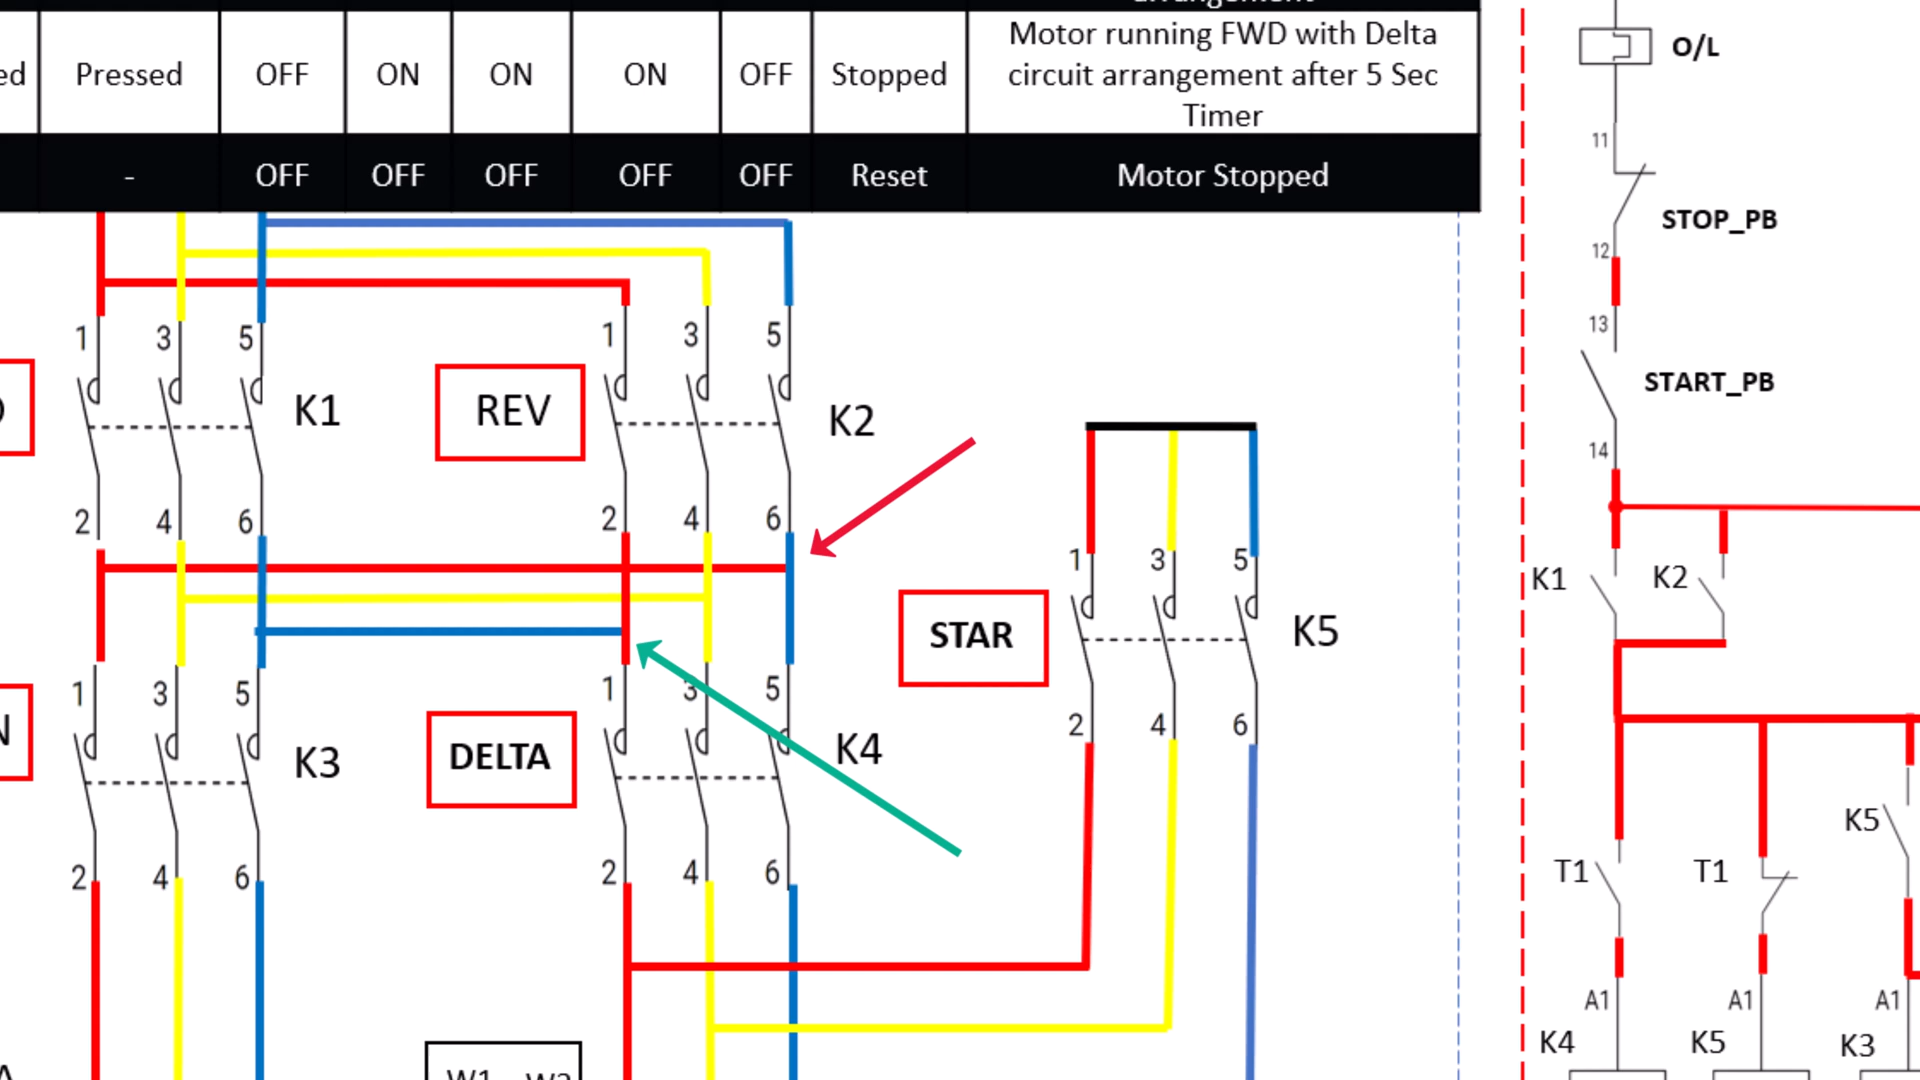 arrangement
ed Pressed OFF ON ON ON OFF Stopped Motor running FWD with Delta
circuit arrangement after 5 Sec
Timer
- OFF OFF OFF OFF OFF Reset Motor Stopped
O/L
11
STOP_PB
12
13
START_PB
14
1 3 5
1 3 5
K1
REV
K2
2 4 6
2 4 6
1 3 5
STAR
K5
2 4 6
K1 K2
1 3 5
1 3 5
K3
DELTA
K4
2 4 6
2 4 6
K5
T1 T1
A1 A1 A1
K4 K5 K3
W1